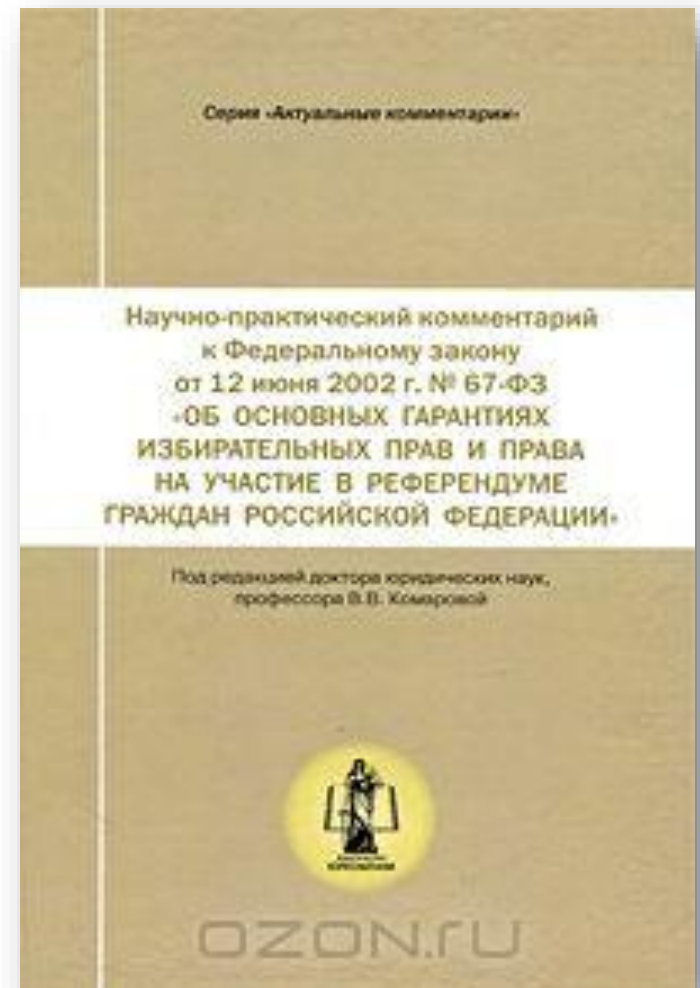 Серия «Актуальные комментарии»
Научно-практический комментарий
к Федеральному закону
от 12 июня 2002 г. № 67-ФЗ
«ОБ ОСНОВНЫХ ГАРАНТИЯХ
ИЗБИРАТЕЛЬНЫХ ПРАВ И ПРАВА
НА УЧАСТИЕ В РЕФЕРЕНДУМЕ
ГРАЖДАН РОССИЙСКОЙ ФЕДЕРАЦИИ»
Под редакцией доктора юридических наук,
профессора В.В. Комаровой
OZON.ru